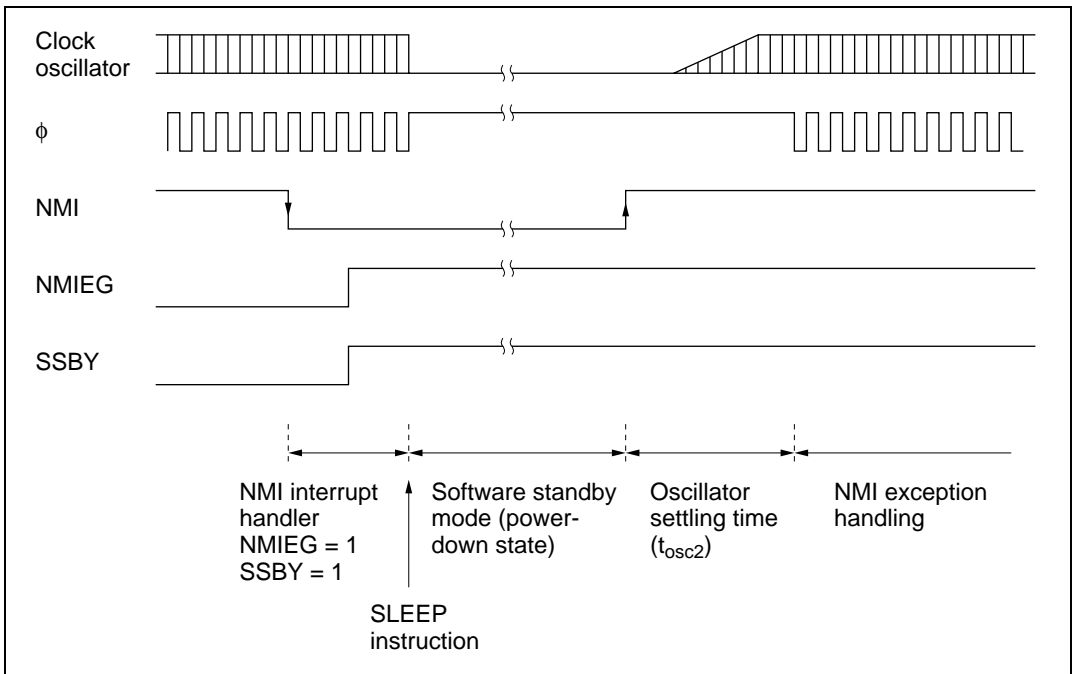 Clock
oscillator
ϕ
NMI
NMIEG
SSBY
NMI interrupt
handler
NMIEG = 1
SSBY = 1
SLEEP
instruction
Software standby
mode (power-
down state)
Oscillator
settling time
(tosc2)
NMI exception
handling